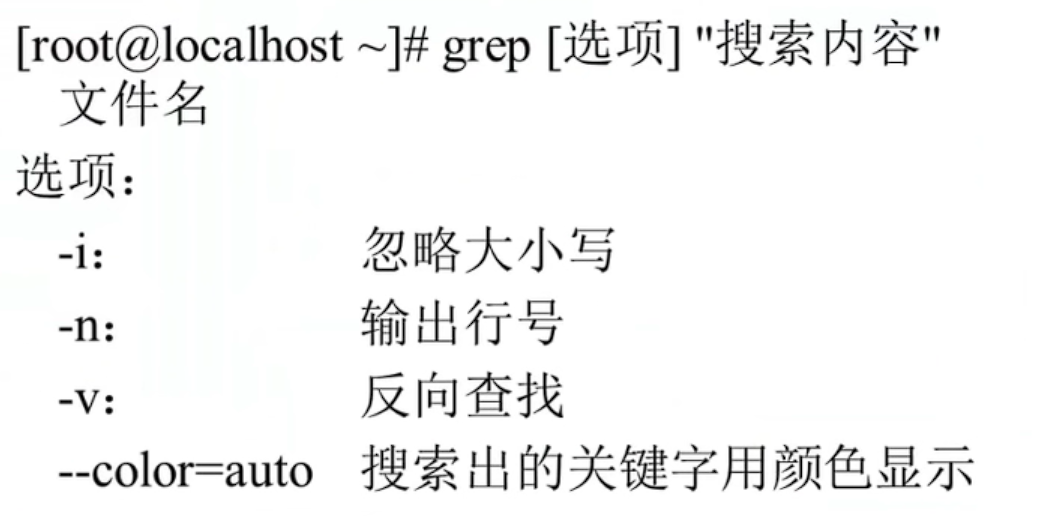 [root@localhost ~]# grep [选项] "搜索内容"
文件名
选项：
-i： 忽略大小写
-n： 输出行号
-v： 反向查找
--color=auto 搜索出的关键字用颜色显示